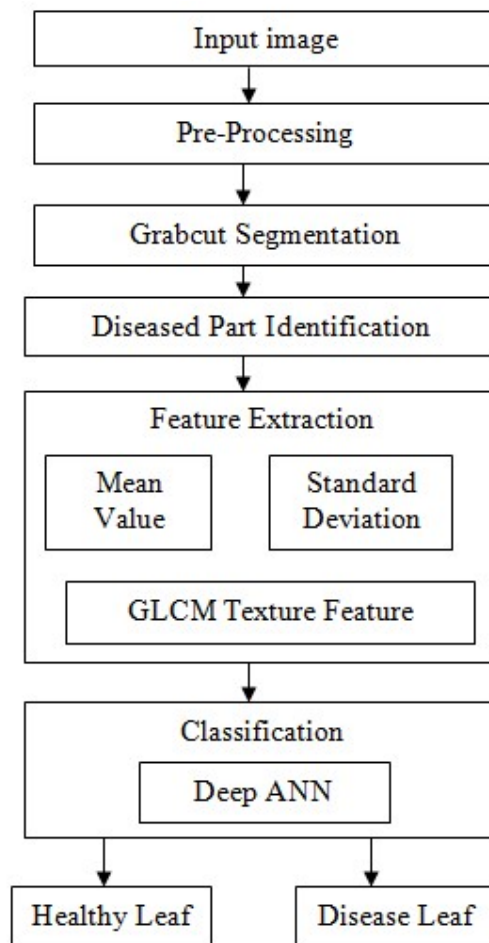 Input image
Pre-Processing
Grabcut Segmentation
Diseased Part Identification
Feature Extraction
Mean
Value
Standard
Deviation
GLCM Texture Feature
Classification
Deep ANN
Healthy Leaf
Disease Leaf